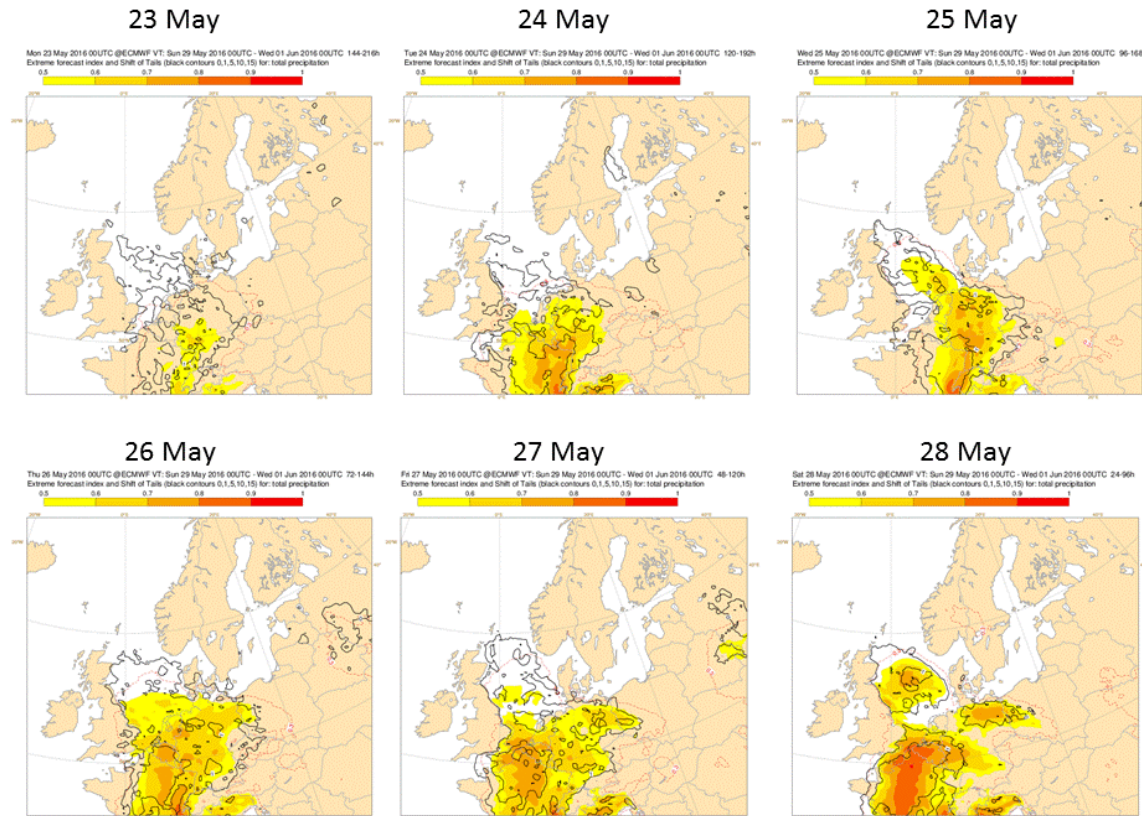 23 May
24 May
25 May
Mon 23 May 2016 00UTC @ECMWF VT: Sun 29 May 2016 00UTC - Wed 01 Jun 2016 00UTC 144-216h
Extreme forecast index and Shift of Tails (black contours 0,1,5,10,15) for: total precipitation
0.5 0.6 0.7 0.8 0.9 1
Tue 24 May 2016 00UTC @ECMWF VT: Sun 29 May 2016 00UTC - Wed 01 Jun 2016 00UTC 120-192h
Extreme forecast index and Shift of Tails (black contours 0,1,5,10,15) for: total precipitation
0.5 0.6 0.7 0.8 0.9 1
Wed 25 May 2016 00UTC @ECMWF VT: Sun 29 May 2016 00UTC - Wed 01 Jun 2016 00UTC 96-168
Extreme forecast index and Shift of Tails (black contours 0,1,5,10,15) for: total precipitation
0.5 0.6 0.7 0.8 0.9 1
26 May
27 May
28 May
Thu 26 May 2016 00UTC @ECMWF VT: Sun 29 May 2016 00UTC - Wed 01 Jun 2016 00UTC 72-144h
Extreme forecast index and Shift of Tails (black contours 0,1,5,10,15) for: total precipitation
0.5 0.6 0.7 0.8 0.9 1
Fri 27 May 2016 00UTC @ECMWF VT: Sun 29 May 2016 00UTC - Wed 01 Jun 2016 00UTC 48-120h
Extreme forecast index and Shift of Tails (black contours 0,1,5,10,15) for: total precipitation
0.5 0.6 0.7 0.8 0.9 1
Sat 28 May 2016 00UTC @ECMWF VT: Sun 29 May 2016 00UTC - Wed 01 Jun 2016 00UTC 24-96h
Extreme forecast index and Shift of Tails (black contours 0,1,5,10,15) for: total precipitation
0.5 0.6 0.7 0.8 0.9 1